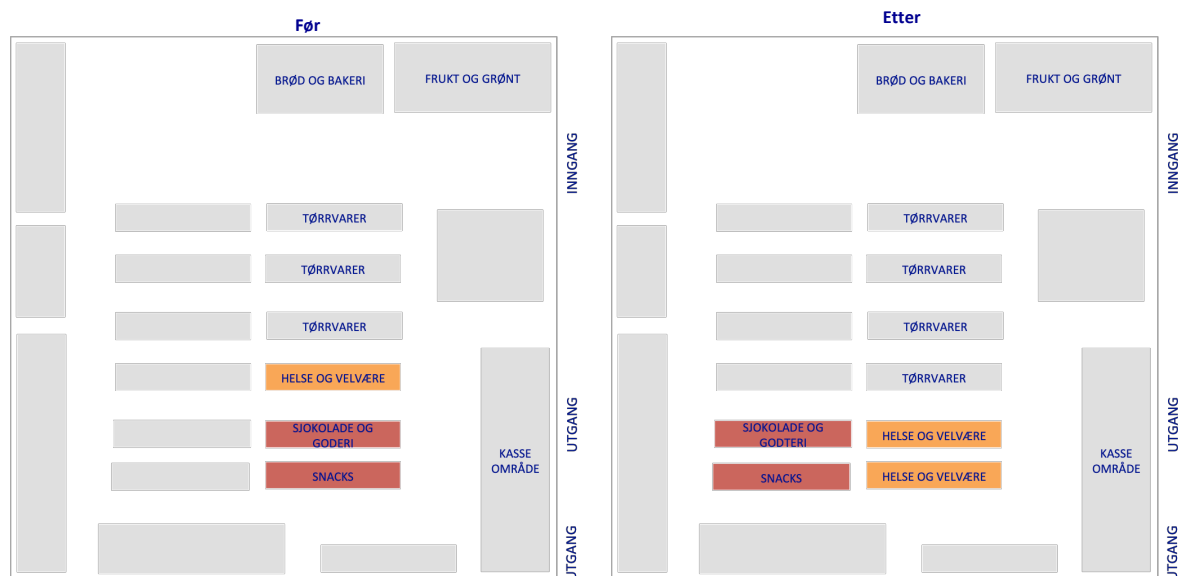 Før
BRØD OG BAKERI
FRUKT OG GRØNT
INNGANG
TØRRVARER
TØRRVARER
TØRRVARER
HELSE OG VELVÆRE
SJOKOLADE OG
GODERI
SNACKS
KASSE
OMRÅDE
UTGANG
UTGANG
Etter
BRØD OG BAKERI
FRUKT OG GRØNT
INNGANG
TØRRVARER
TØRRVARER
TØRRVARER
TØRRVARER
SJOKOLADE OG
GODTERI
HELSE OG VELVÆRE
SNACKS
HELSE OG VELVÆRE
KASSE
OMRÅDE
UTGANG
UTGANG